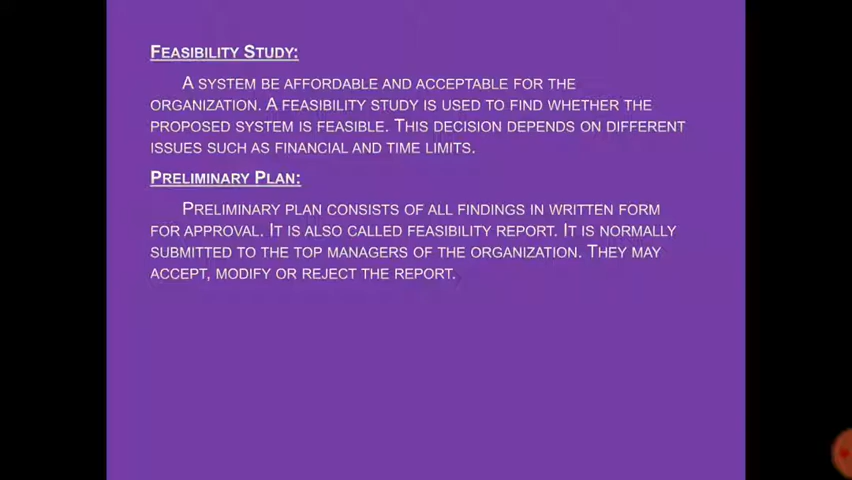 FEASIBILITY STUDY:
A SYSTEM BE AFFORDABLE AND ACCEPTABLE FOR THE
ORGANIZATION. A FEASIBILITY STUDY IS USED TO FIND WHETHER THE
PROPOSED SYSTEM IS FEASIBLE. THIS DECISION DEPENDS ON DIFFERENT
ISSUES SUCH AS FINANCIAL AND TIME LIMITS.
PRELIMINARY PLAN:
PRELIMINARY PLAN CONSISTS OF ALL FINDINGS IN WRITTEN FORM
FOR APPROVAL. IT IS ALSO CALLED FEASIBILITY REPORT. IT IS NORMALLY
SUBMITTED TO THE TOP MANAGERS OF THE ORGANIZATION. THEY MAY
ACCEPT, MODIFY OR REJECT THE REPORT.